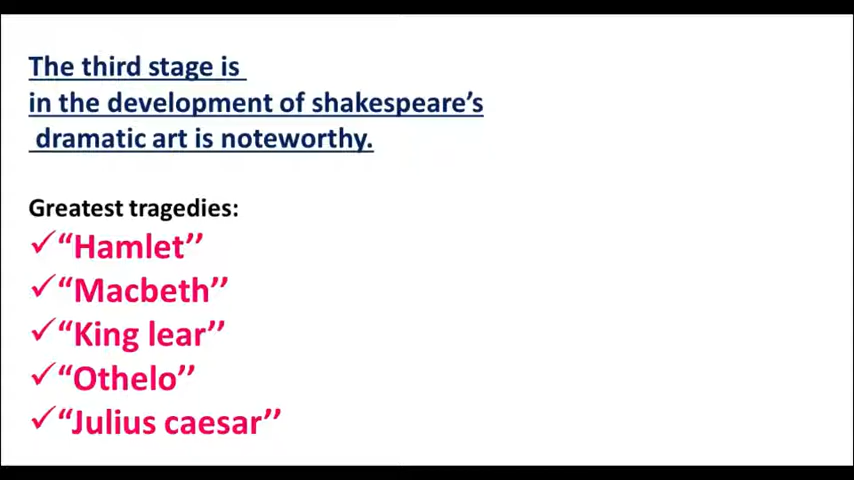 The third stage is
in the development of shakespeare’s
dramatic art is noteworthy.
Greatest tragedies:
✓“Hamlet’’
✓“Macbeth’’
✓“King lear’’
✓“Othelo’’
✓“Julius caesar’’